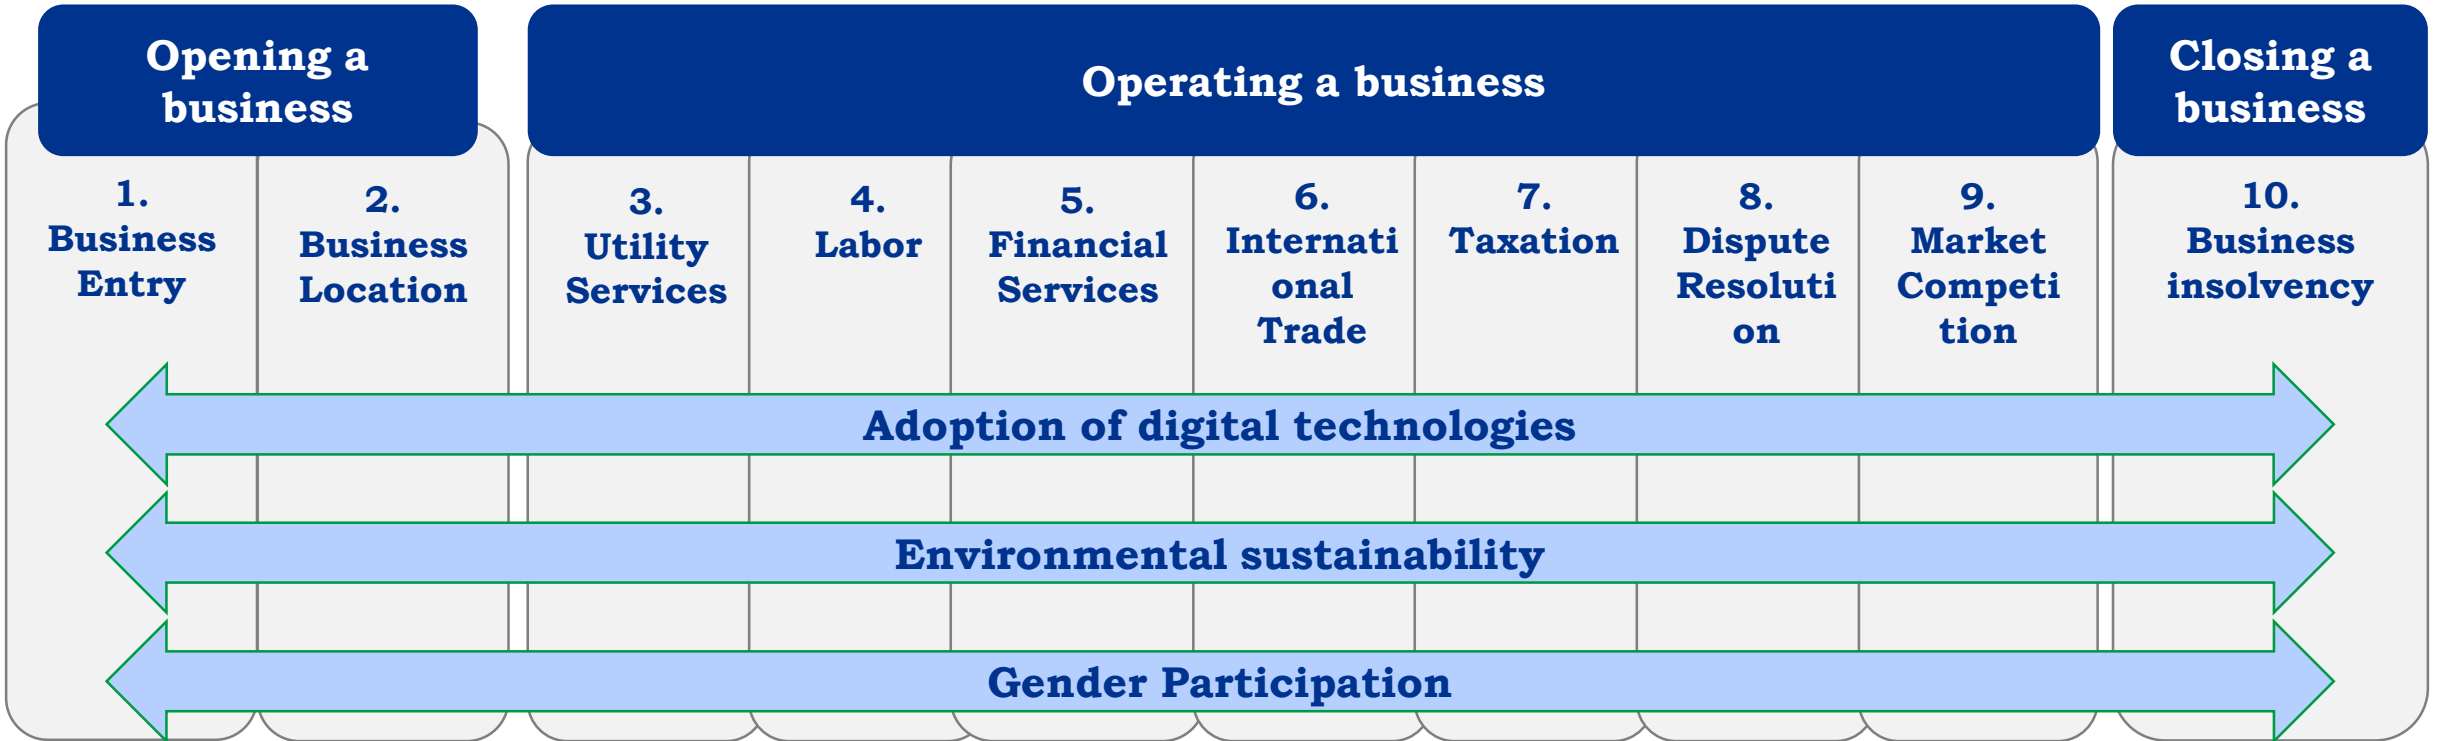 Opening a
business
Operating a business
Closing a
business
1.
Business
Entry
2.
Business
Location
3.
Utility
Services
4.
Labor
5.
Financial
Services
6.
Internati
onal
Trade
7.
Taxation
8.
Dispute
Resoluti
on
9.
Market
Competi
tion
10.
Business
insolvency
Adoption of digital technologies
Environmental sustainability
Gender Participation